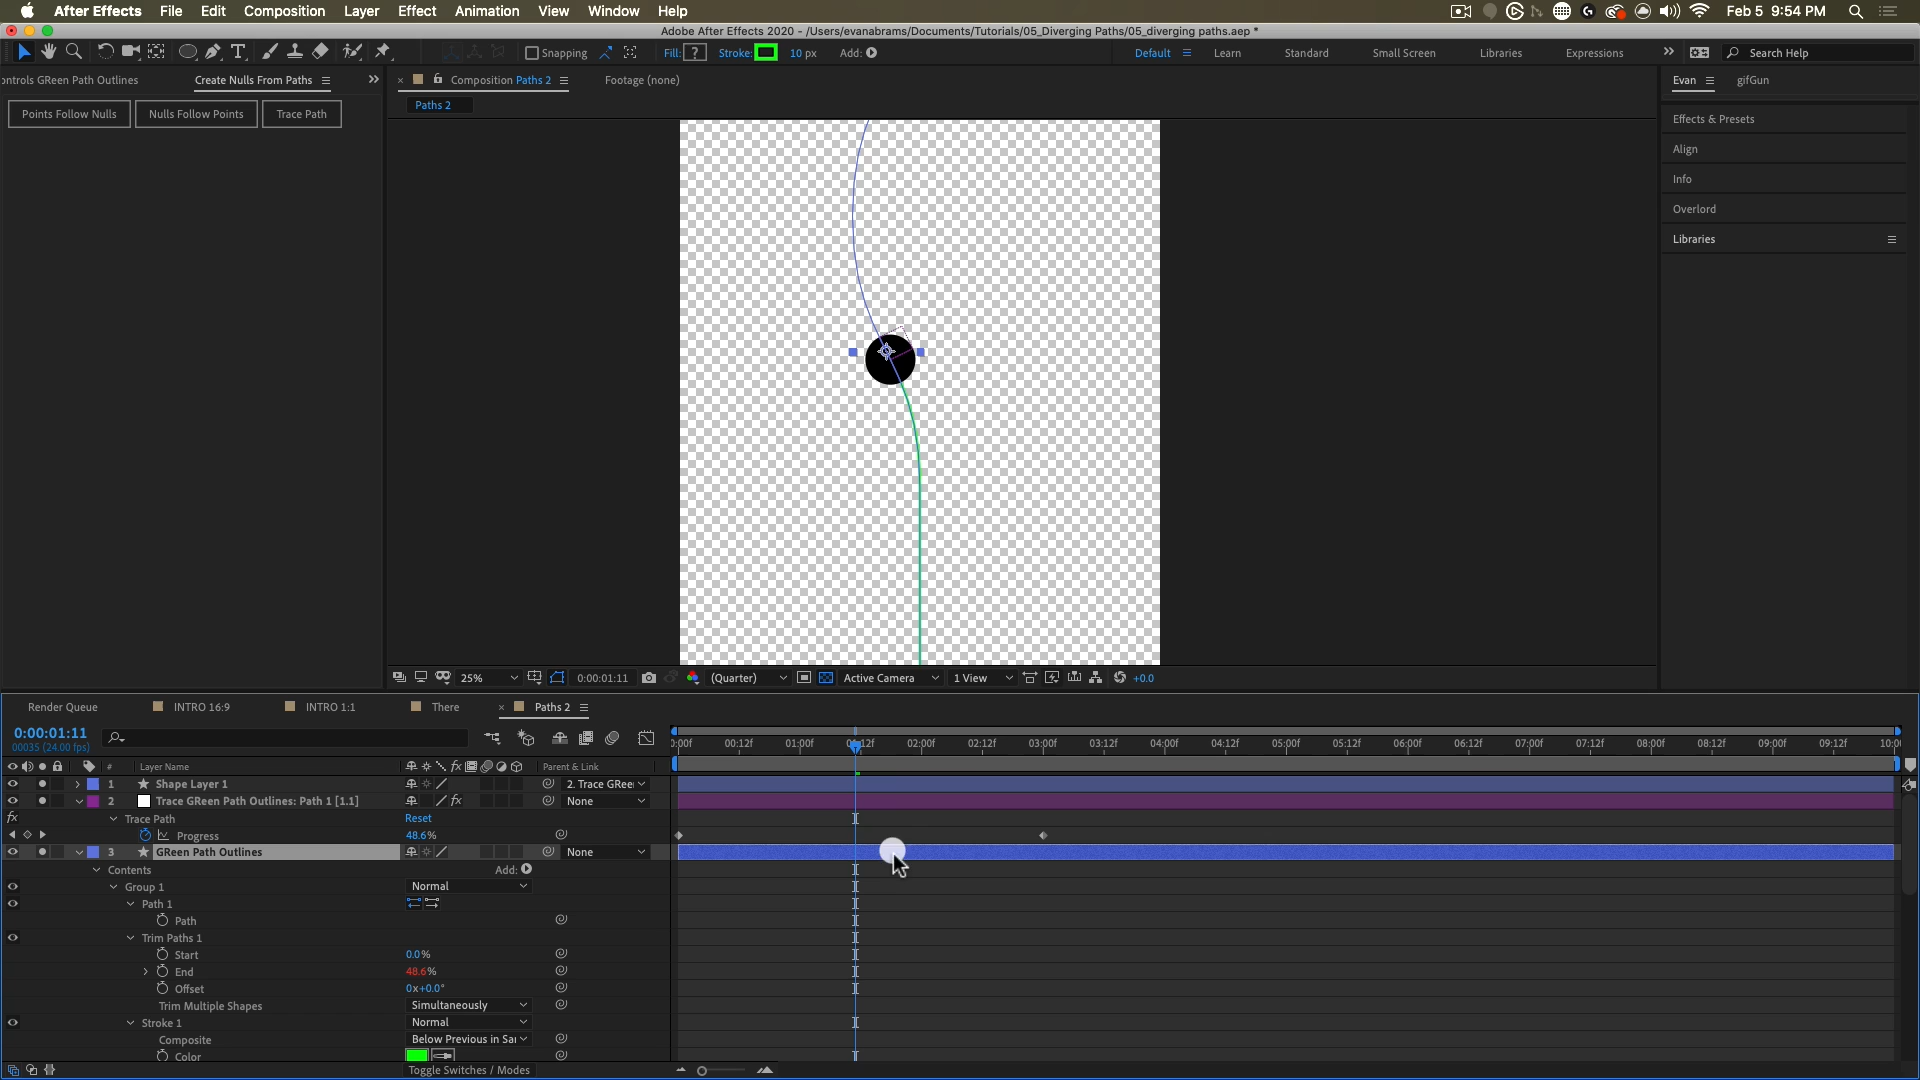 After Effects File Edit Composition Layer Effect Animation View Window Help Feb 5 9:54 PM
Adobe After Effects 2020 - /Users/evanabrams/Documents/Tutorials/05_Diverging Paths/05_diverging paths.aep *
Snapping Fill: ? Stroke: 10 px Add: Default Learn Standard Small Screen Libraries Expressions Search Help
ontrols GReen Path Outlines Create Nulls From Paths Composition Paths 2 Footage (none) Evan gifGun
Paths 2
Points Follow Nulls Nulls Follow Points Trace Path
Effects & Presets
Align
Info
Overlord
Libraries
25% 0:00:01:11 (Quarter) Active Camera 1 View +0.0
Render Queue INTRO 16:9 INTRO 1:1 There Paths 2
0:00:01:11
00035 (24.00 fps)
0:00f 00:12f 01:00f 01:12f 02:00f 02:12f 03:00f 03:12f 04:00f 04:12f 05:00f 05:12f 06:00f 06:12f 07:00f 07:12f 08:00f 08:12f 09:00f 09:12f 10:0
# Layer Name Parent & Link
1 Shape Layer 1 2. Trace GReen
2 Trace GReen Path Outlines: Path 1 [1.1] None
Trace Path Reset
Progress 48.6%
3 GReen Path Outlines None
Contents Add:
Group 1 Normal
Path 1
Path
Trim Paths 1
Start 0.0%
End 48.6%
Offset 0x+0.0°
Trim Multiple Shapes Simultaneously
Stroke 1 Normal
Composite Below Previous in Sa
Color
Toggle Switches / Modes